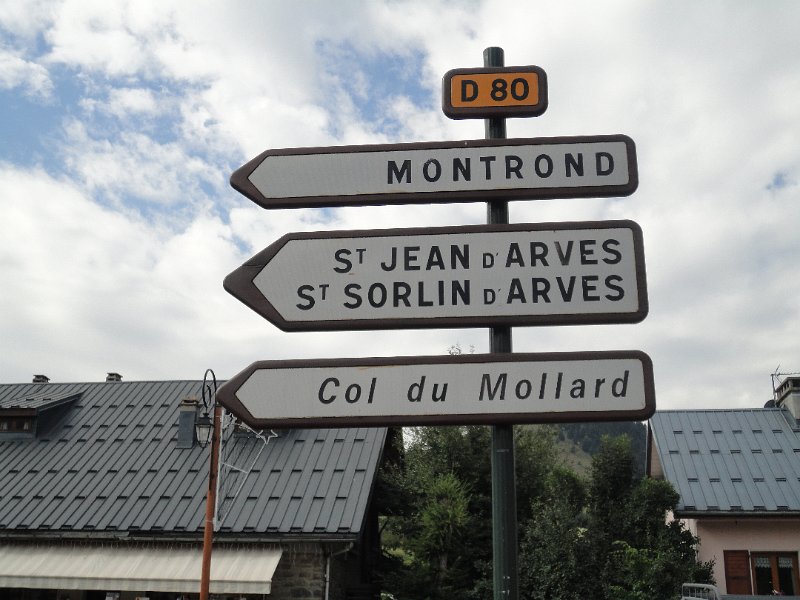 D 80
MONTROND
ST JEAN D'ARVES
ST SORLIN D'ARVES
Col du Mollard